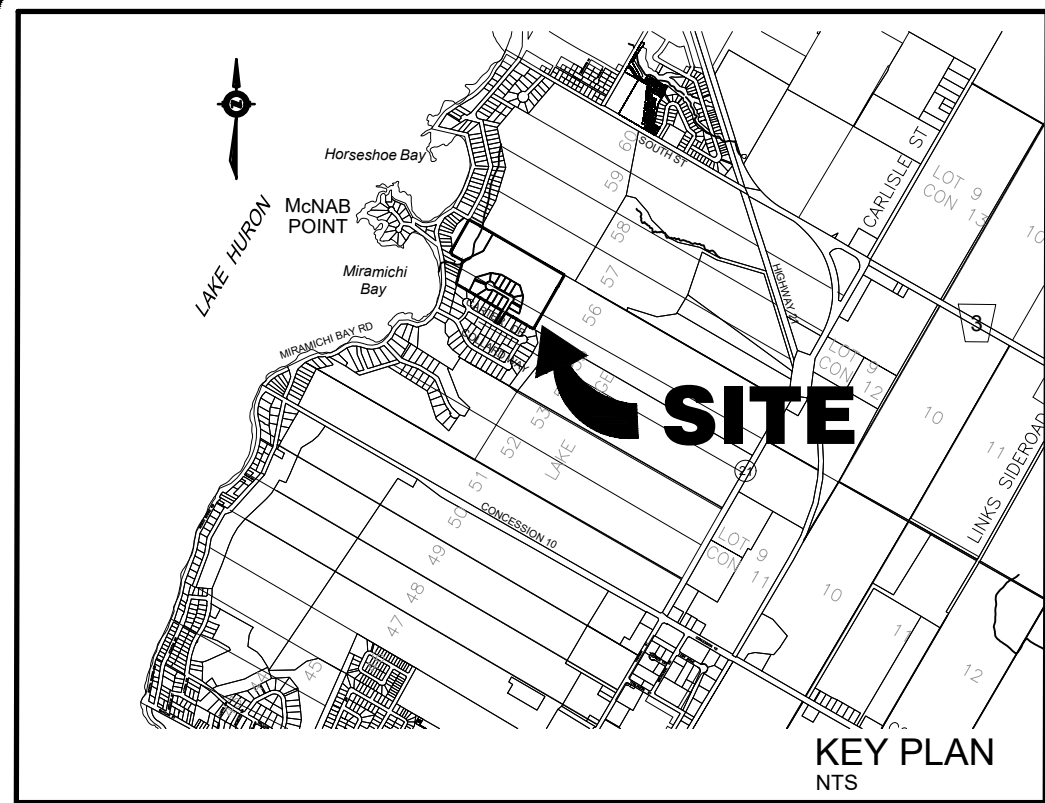 N
Horseshoe Bay
McNAB
POINT
LAKE HURON
Miramichi
Bay
MIRAMICHI BAY RD
SOUTH ST
60
59
58
57
56
53
52
51
50
49
48
47
45
44
LAKE
CONCESSION 10
SITE
CARLISLE ST
LOT 9
CON 13
10
3
LOT 9
CON 12
10
11
LINKS SIDEROAD
21
LOT 9
CON 11
10
11
12
KEY PLAN
NTS